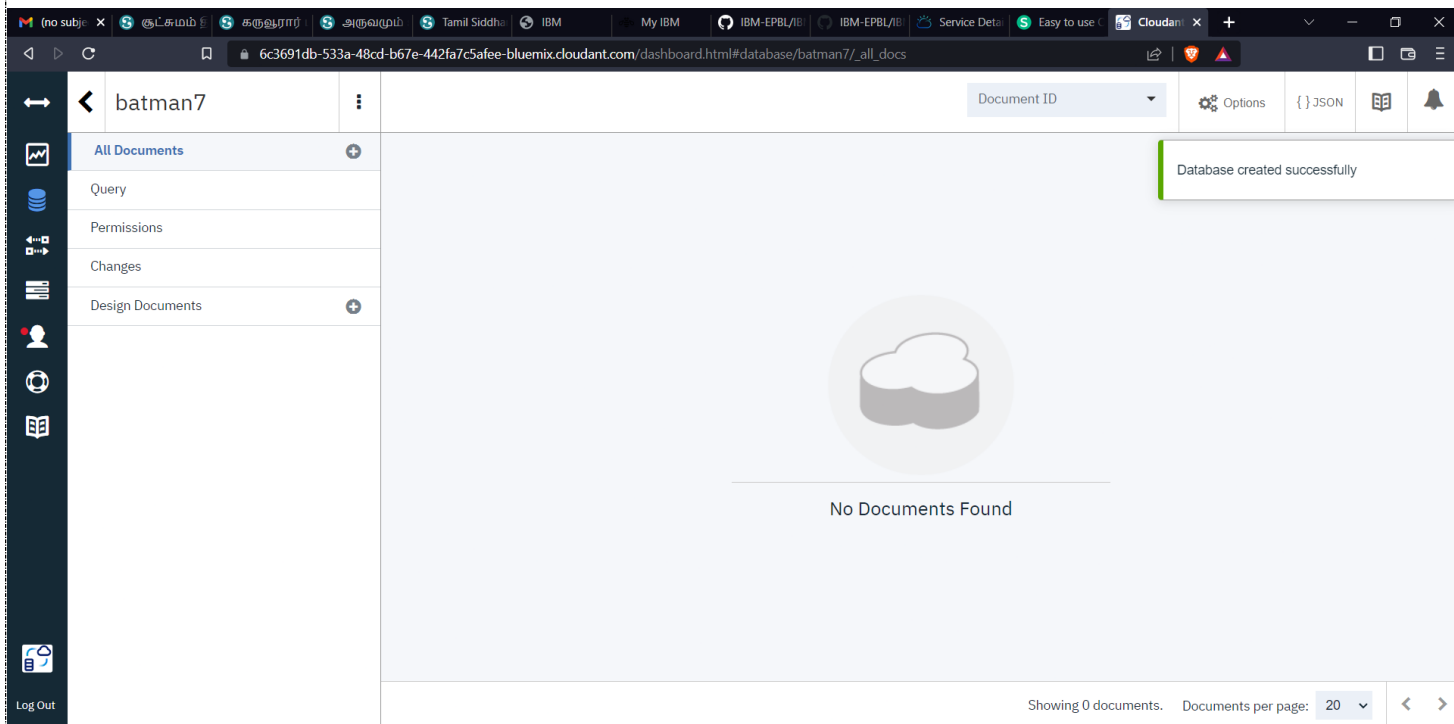 (no subje
சூட்சுமம் இ
கருவூரார்
அருவமும்
Tamil Siddha
IBM
My IBM
IBM-EPBL/IB
IBM-EPBL/IB
Service Deta
Easy to use C
Cloudant
6c3691db-533a-48cd-b67e-442fa7c5afee-bluemix.cloudant.com/dashboard.html#database/batman7/_all_docs
batman7
Document ID
Options
{ } JSON
All Documents
Database created successfully
Query
Permissions
Changes
Design Documents
No Documents Found
Log Out
Showing 0 documents.
Documents per page: 20